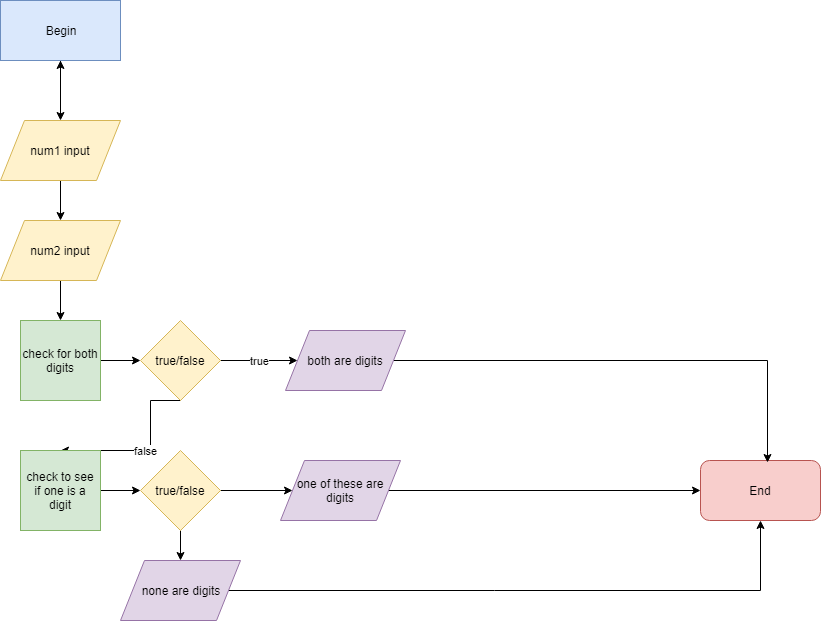 Begin
num1 input
num2 input
check for both
digits
true/false
true
both are digits
false
check to see
if one is a
digit
true/false
one of these are
digits
End
none are digits